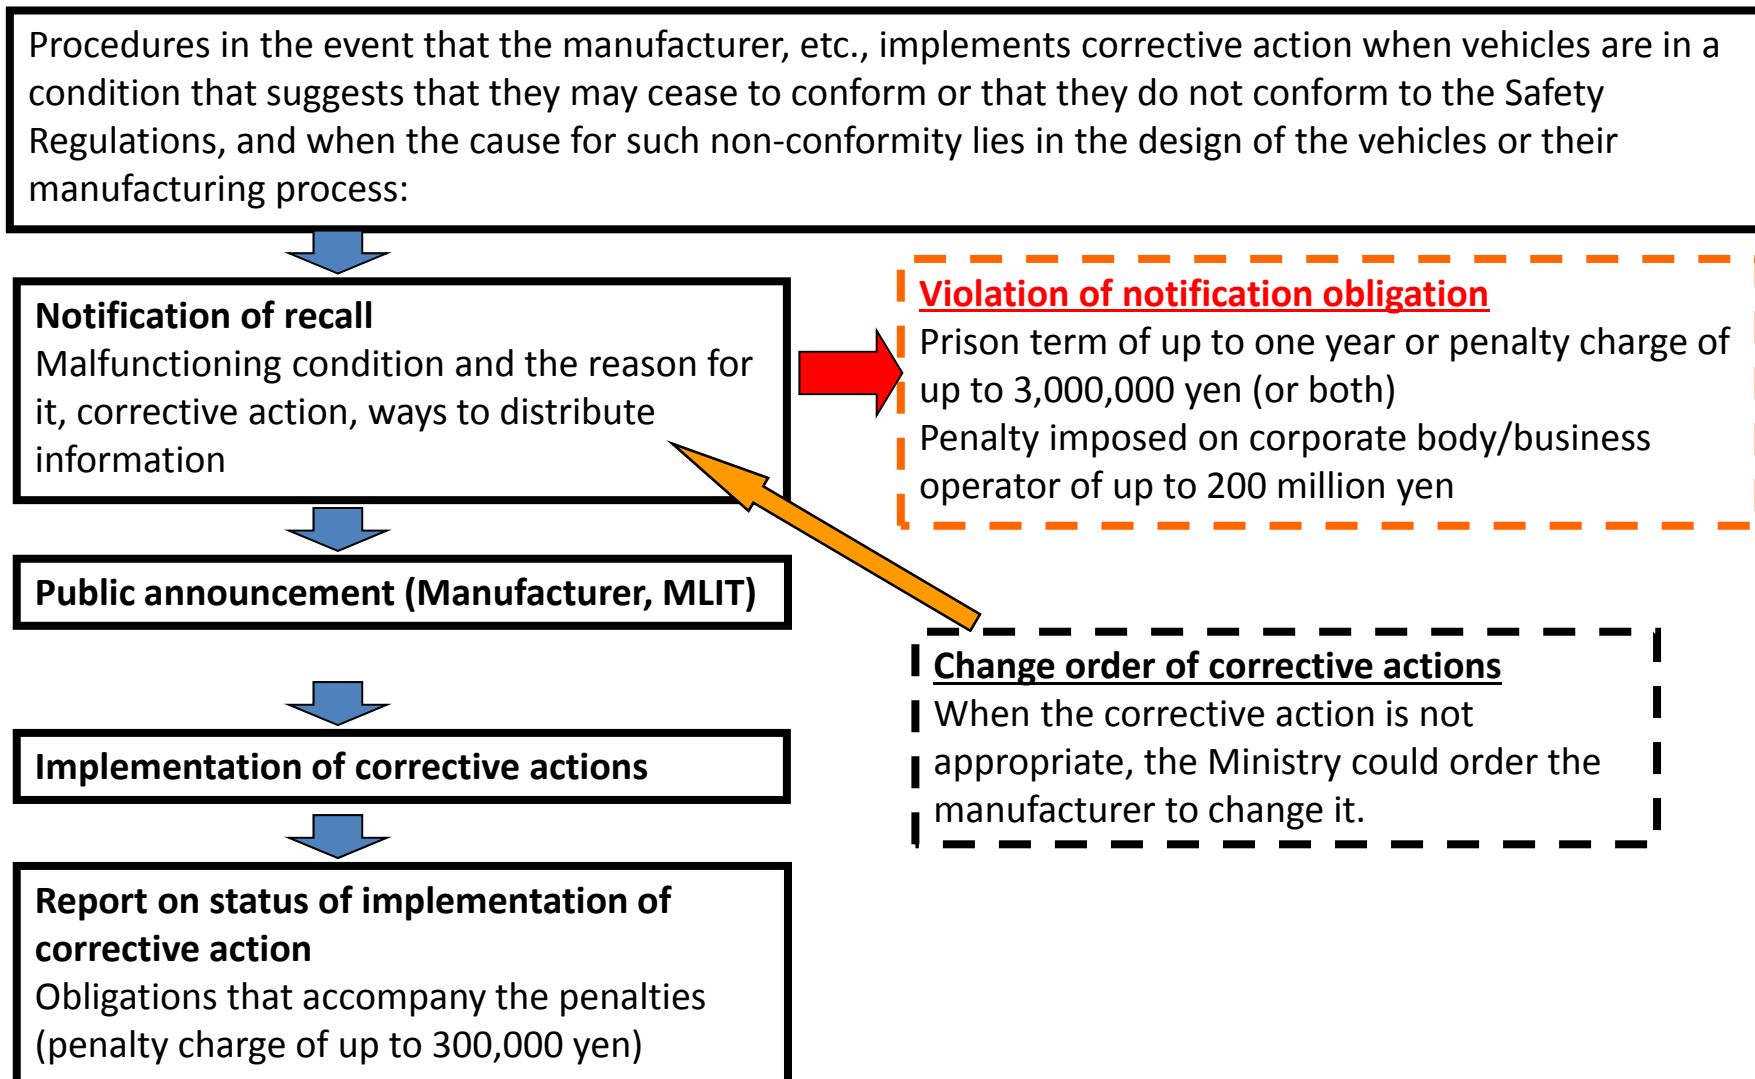 Procedures in the event that the manufacturer, etc., implements corrective action when vehicles are in a
condition that suggests that they may cease to conform or that they do not conform to the Safety
Regulations, and when the cause for such non-conformity lies in the design of the vehicles or their
manufacturing process:
Notification of recall
Malfunctioning condition and the reason for
it, corrective action, ways to distribute
information
Violation of notification obligation
Prison term of up to one year or penalty charge of
up to 3,000,000 yen (or both)
Penalty imposed on corporate body/business
operator of up to 200 million yen
Public announcement (Manufacturer, MLIT)
Change order of corrective actions
When the corrective action is not
appropriate, the Ministry could order the
manufacturer to change it.
Implementation of corrective actions
Report on status of implementation of
corrective action
Obligations that accompany the penalties
(penalty charge of up to 300,000 yen)